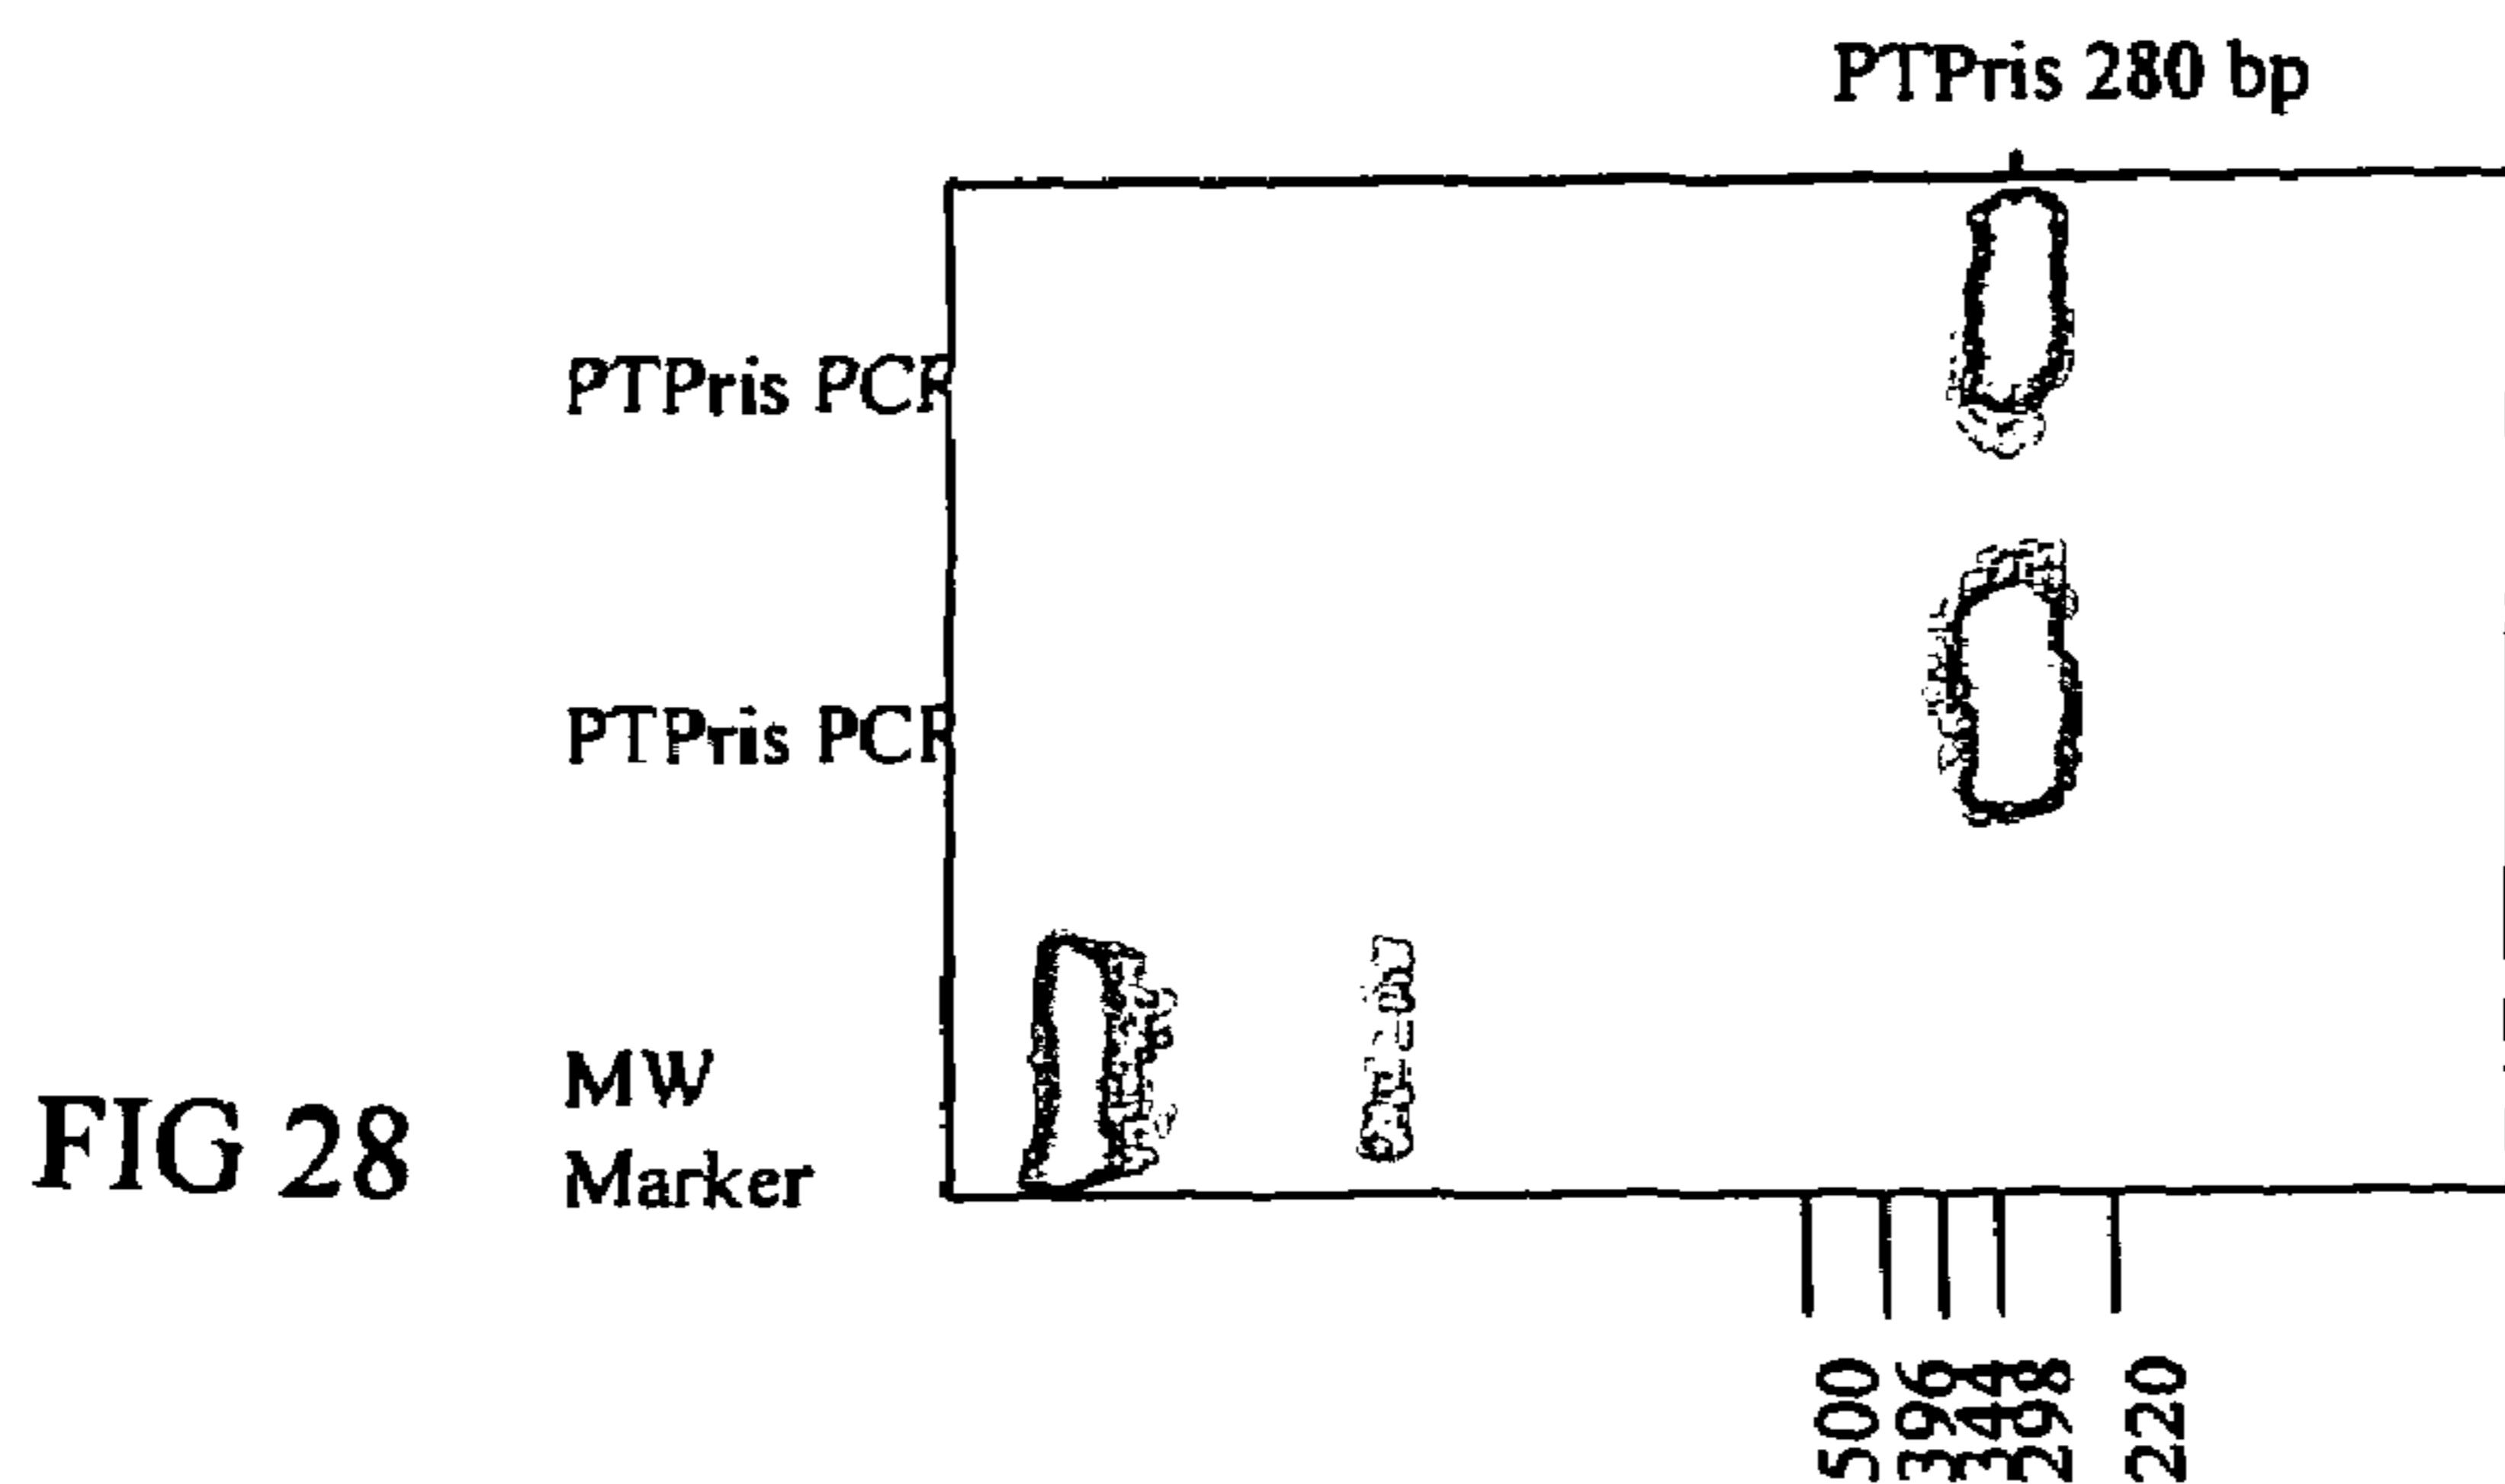 PTPris 280 bp
PTPris PCR
PTPris PCR
MW
Marker
FIG 28
500
396
344
298
220